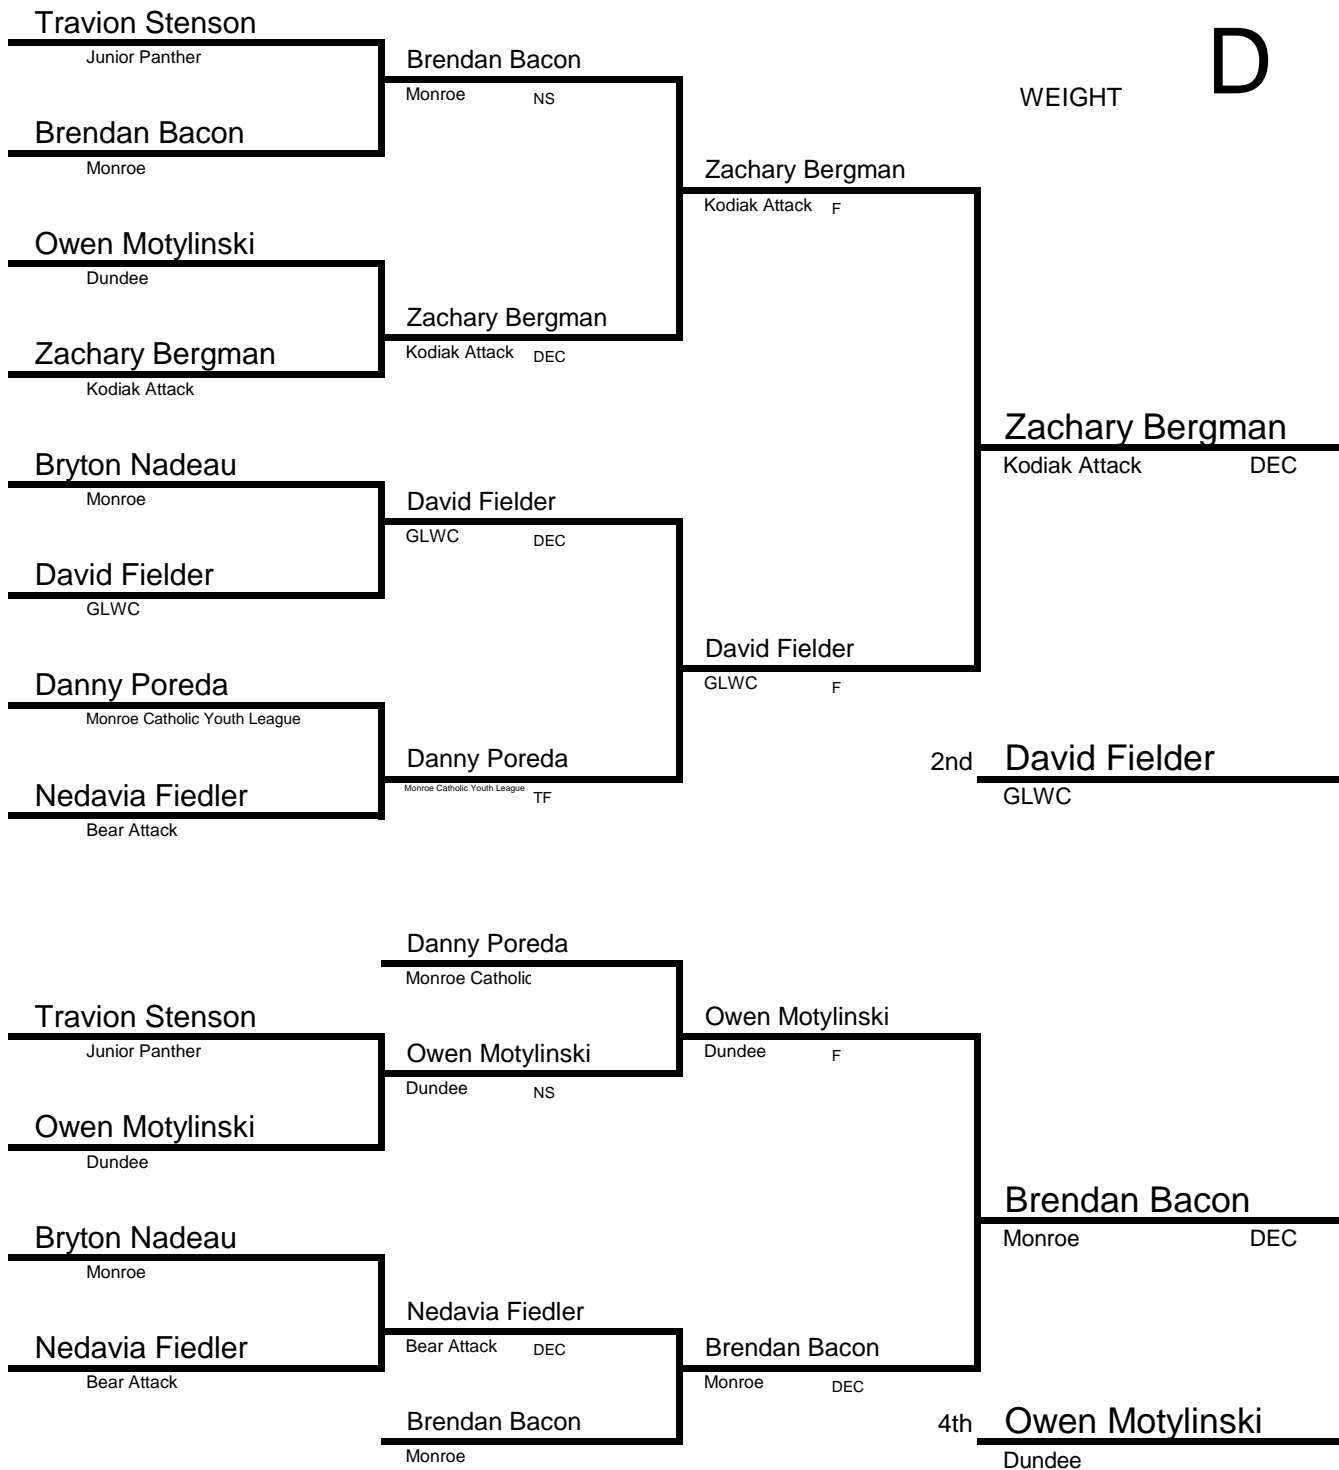 Travion Stenson
Junior Panther
Brendan Bacon
Monroe NS
D
WEIGHT
Brendan Bacon
Monroe
Zachary Bergman
Kodiak Attack F
Owen Motylinski
Dundee
Zachary Bergman
Kodiak Attack DEC
Zachary Bergman
Kodiak Attack
Zachary Bergman
Kodiak Attack DEC
Bryton Nadeau
Monroe
David Fielder
GLWC DEC
David Fielder
GLWC
David Fielder
GLWC F
Danny Poreda
Monroe Catholic Youth League
Danny Poreda
Monroe Catholic Youth League TF
2nd David Fielder
GLWC
Nedavia Fiedler
Bear Attack
Danny Poreda
Monroe Catholic
Travion Stenson
Junior Panther
Owen Motylinski
Dundee F
Owen Motylinski
Dundee NS
Owen Motylinski
Dundee
Brendan Bacon
Monroe DEC
Bryton Nadeau
Monroe
Nedavia Fiedler
Bear Attack DEC
Nedavia Fiedler
Bear Attack
Brendan Bacon
Monroe DEC
Brendan Bacon
Monroe
4th Owen Motylinski
Dundee